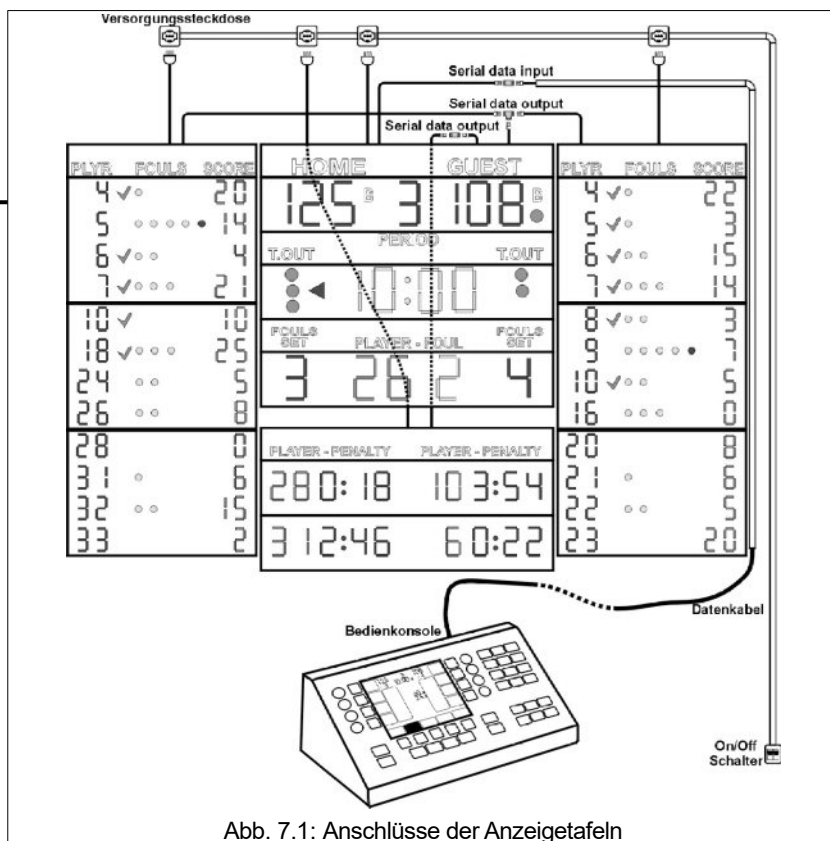 Versorgungssteckdose
Serial data input
Serial data output
Serial data output
PLYR FOULS SCORE
4 20
5 14
6 4
7 21
10 10
18 25
24 5
26 8
28 0
31 6
32 15
33 2
HOME GUEST
125 3 108
PERIOD
T.OUT T.OUT
10:00
FOULS SET PLAYER - FOUL FOULS SET
3 26 2 4
PLAYER - PENALTY PLAYER - PENALTY
28 0:18 10 3:54
31 2:46 6 0:22
PLYR FOULS SCORE
4 22
5 3
6 15
7 14
8 3
9 7
10 5
16 0
20 8
21 6
22 5
23 20
Datenkabel
Bedienkonsole
On/Off
Schalter
Abb. 7.1: Anschlüsse der Anzeigetafeln